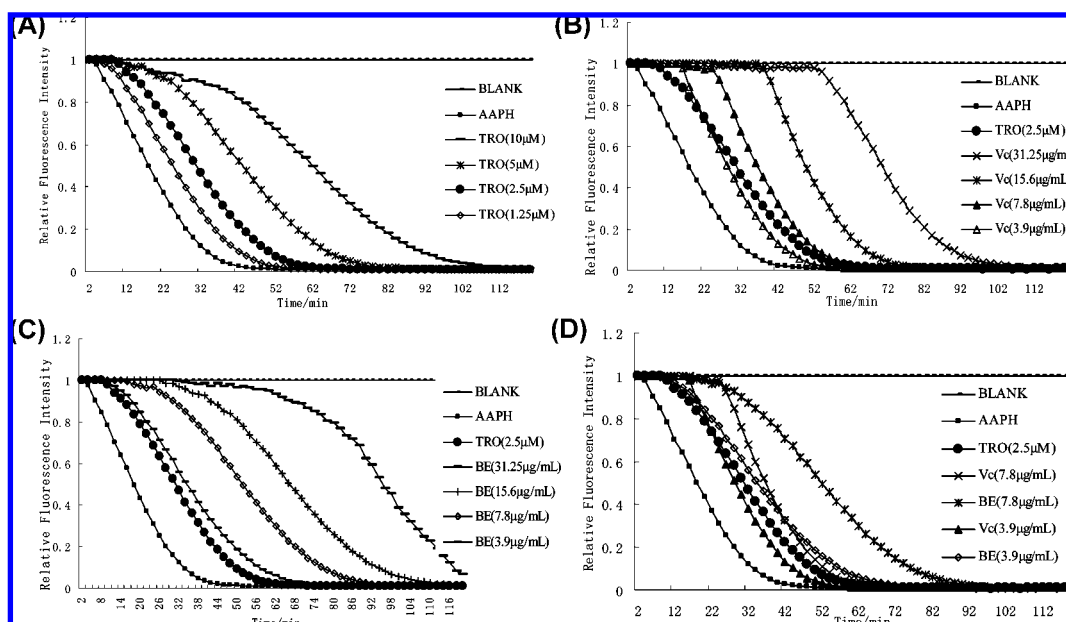 (A)
Relative Fluorescence Intensity
1.2
1
0.8
0.6
0.4
0.2
0
2 12 22 32 42 52 62 72 82 92 102 112
Time/min
BLANK
AAPH
TRO(10μM)
TRO(5μM)
TRO(2.5μM)
TRO(1.25μM)
(B)
Relative Fluorescence Intensity
1.2
1
0.8
0.6
0.4
0.2
0
2 12 22 32 42 52 62 72 82 92 102 112
Time/min
BLANK
AAPH
TRO(2.5μM)
Vc(31.25μg/m
Vc(15.6μg/mL
Vc(7.8μg/mL)
Vc(3.9μg/mL)
(C)
Relative Fluorescence Intensity
1.2
1
0.8
0.6
0.4
0.2
0
2 8 14 20 26 32 38 44 50 56 62 68 74 80 86 92 98 104 110 116
Time/min
BLANK
AAPH
TRO(2.5μM)
BE(31.25μg/mL)
BE(15.6μg/mL)
BE(7.8μg/mL)
BE(3.9μg/mL)
(D)
Relative Fluorescence Intensity
1.2
1
0.8
0.6
0.4
0.2
0
2 12 22 32 42 52 62 72 82 92 102 112
Time/min
BLANK
AAPH
TRO(2.5μM)
Vc(7.8μg/mL)
BE(7.8μg/mL)
Vc(3.9μg/mL)
BE(3.9μg/mL)